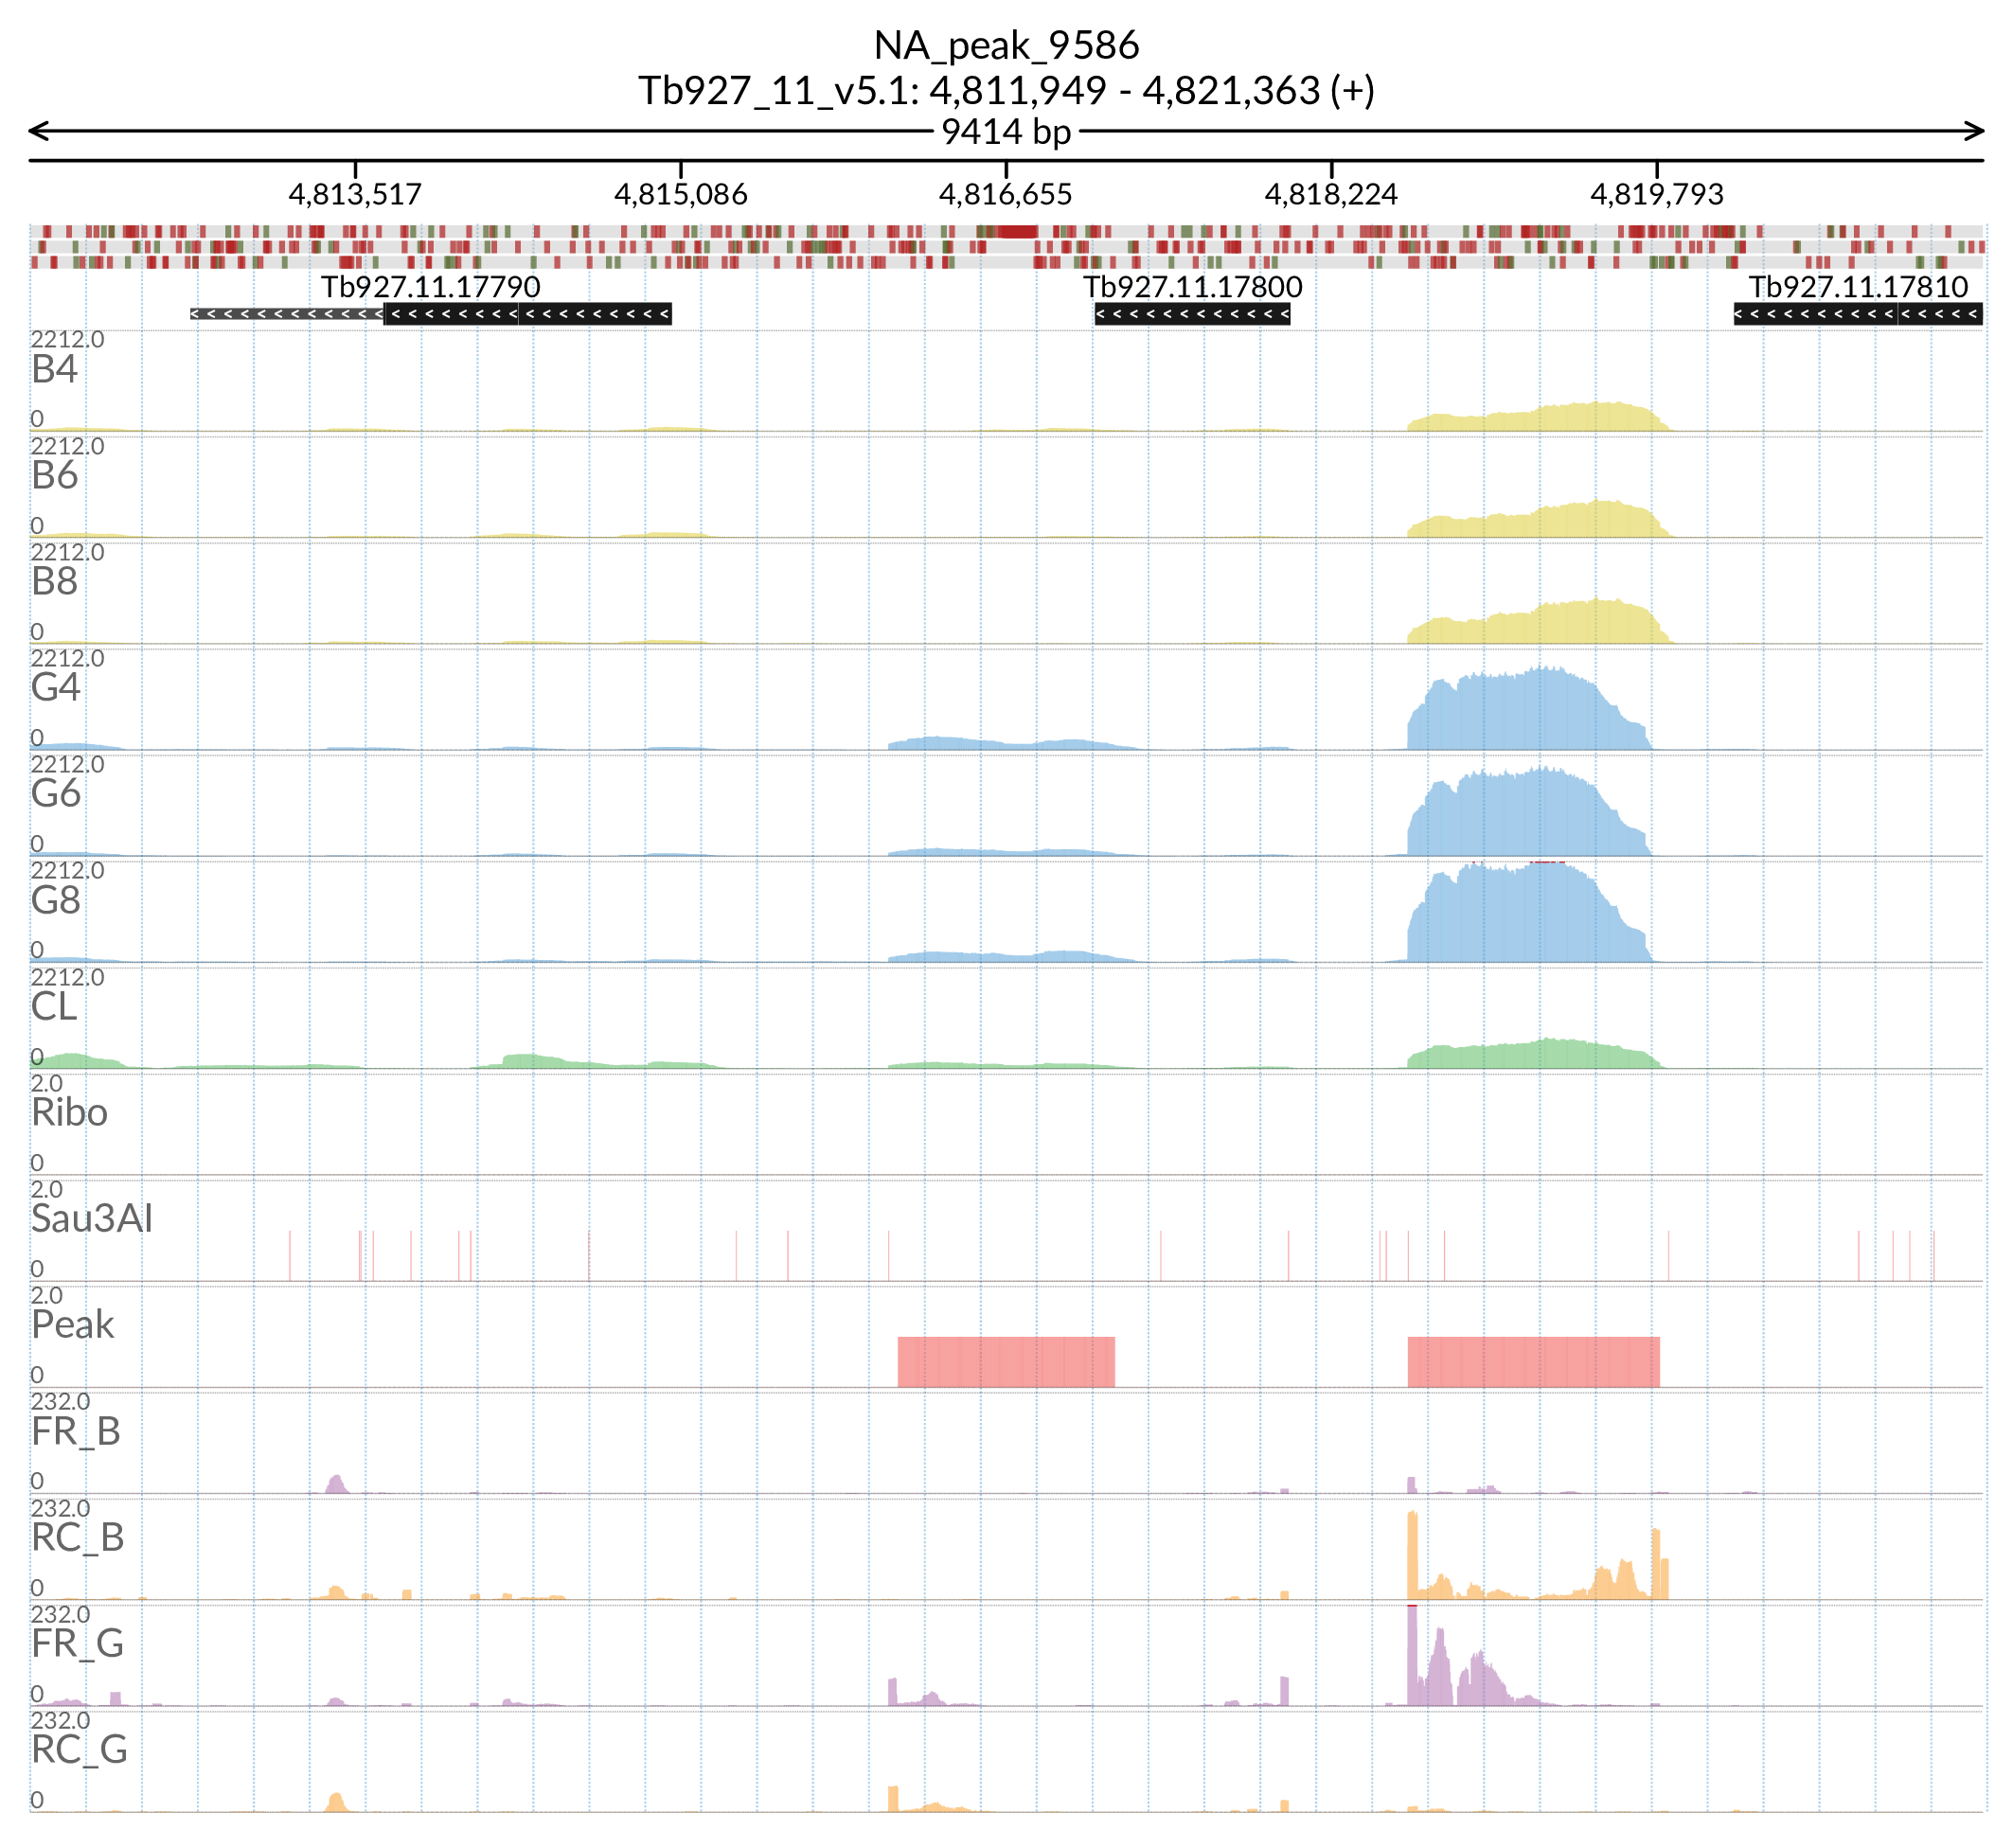 NA_peak_9586
Tb927_11_v5.1: 4,811,949 - 4,821,363 (+)
9414 bp
4,813,517 4,815,086 4,816,655 4,818,224 4,819,793
Tb927.11.17790 Tb927.11.17800 Tb927.11.17810
2212.0
B4
0
2212.0
B6
0
2212.0
B8
0
2212.0
G4
0
2212.0
G6
0
2212.0
G8
0
2212.0
CL
0
2.0
Ribo
0
2.0
Sau3AI
0
2.0
Peak
0
232.0
FR_B
0
232.0
RC_B
0
232.0
FR_G
0
232.0
RC_G
0